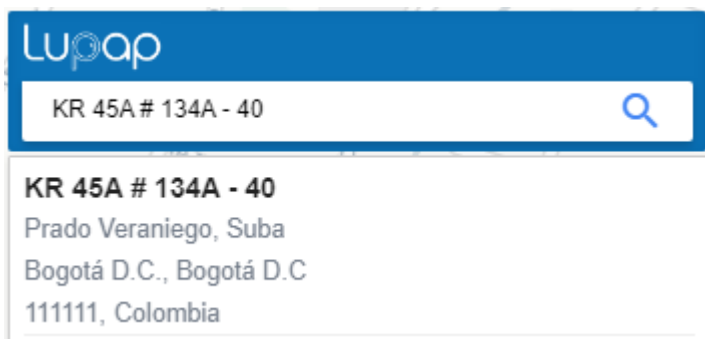 Lupap
KR 45A # 134A - 40
KR 45A # 134A - 40
Prado Veraniego, Suba
Bogotá D.C., Bogotá D.C
111111, Colombia